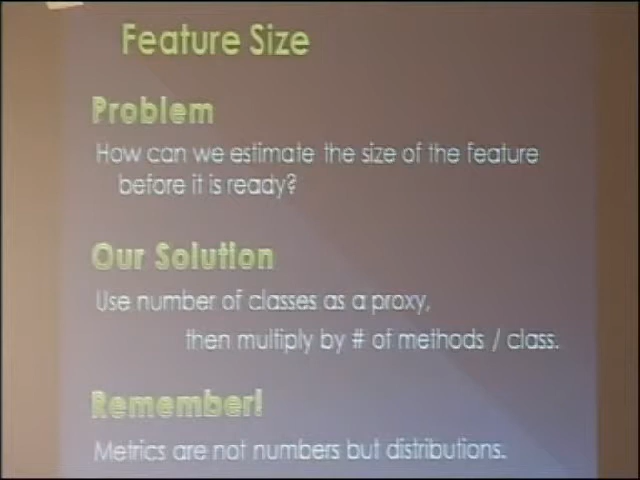 Feature Size
Problem
How can we estimate the size of the feature
before it is ready?
Our Solution
Use number of classes as a proxy,
then multiply by # of methods / class.
Remember!
Metrics are not numbers but distributions.